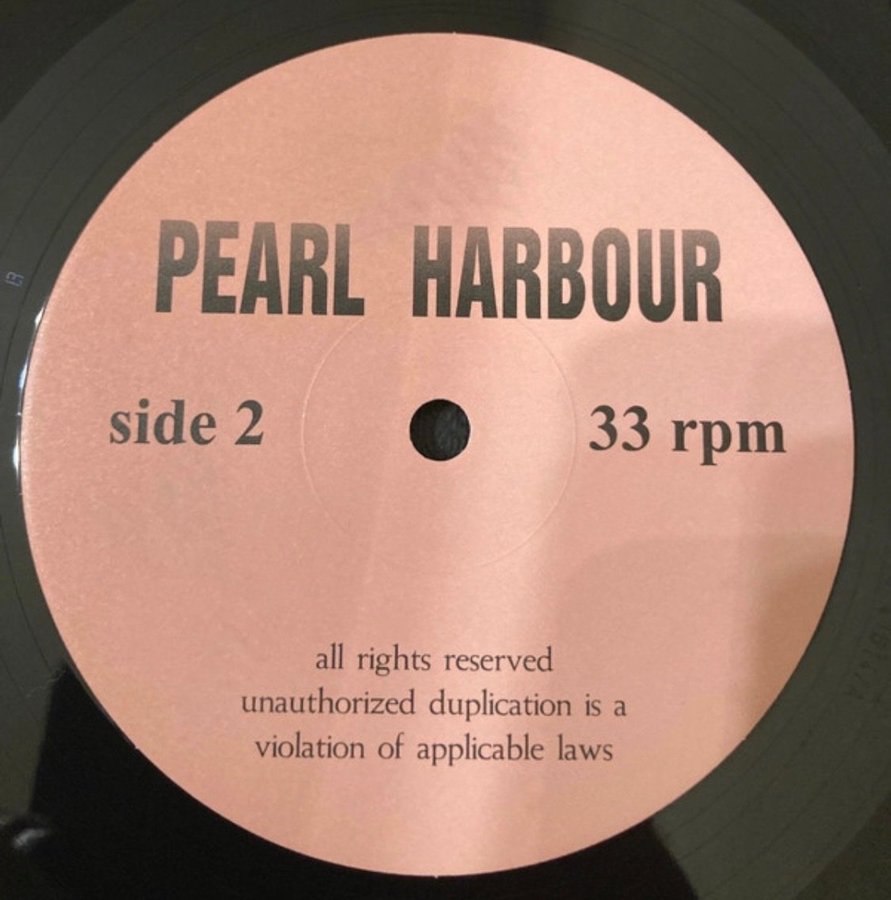 PEARL HARBOUR
side 2 33 rpm
all rights reserved
unauthorized duplication is a
violation of applicable laws